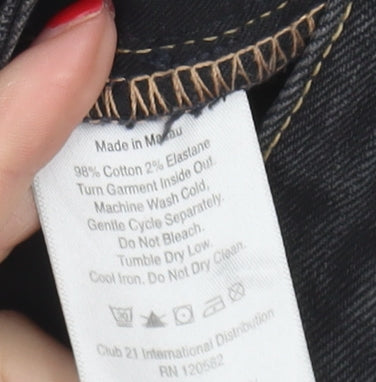 Made in Macau
98% Cotton 2% Elastane
Turn Garment Inside Out.
Machine Wash Cold,
Gentle Cycle Separately.
Do Not Bleach.
Tumble Dry Low.
Cool Iron. Do Not Dry Clean.
Club 21 International Distribution
RN 120582